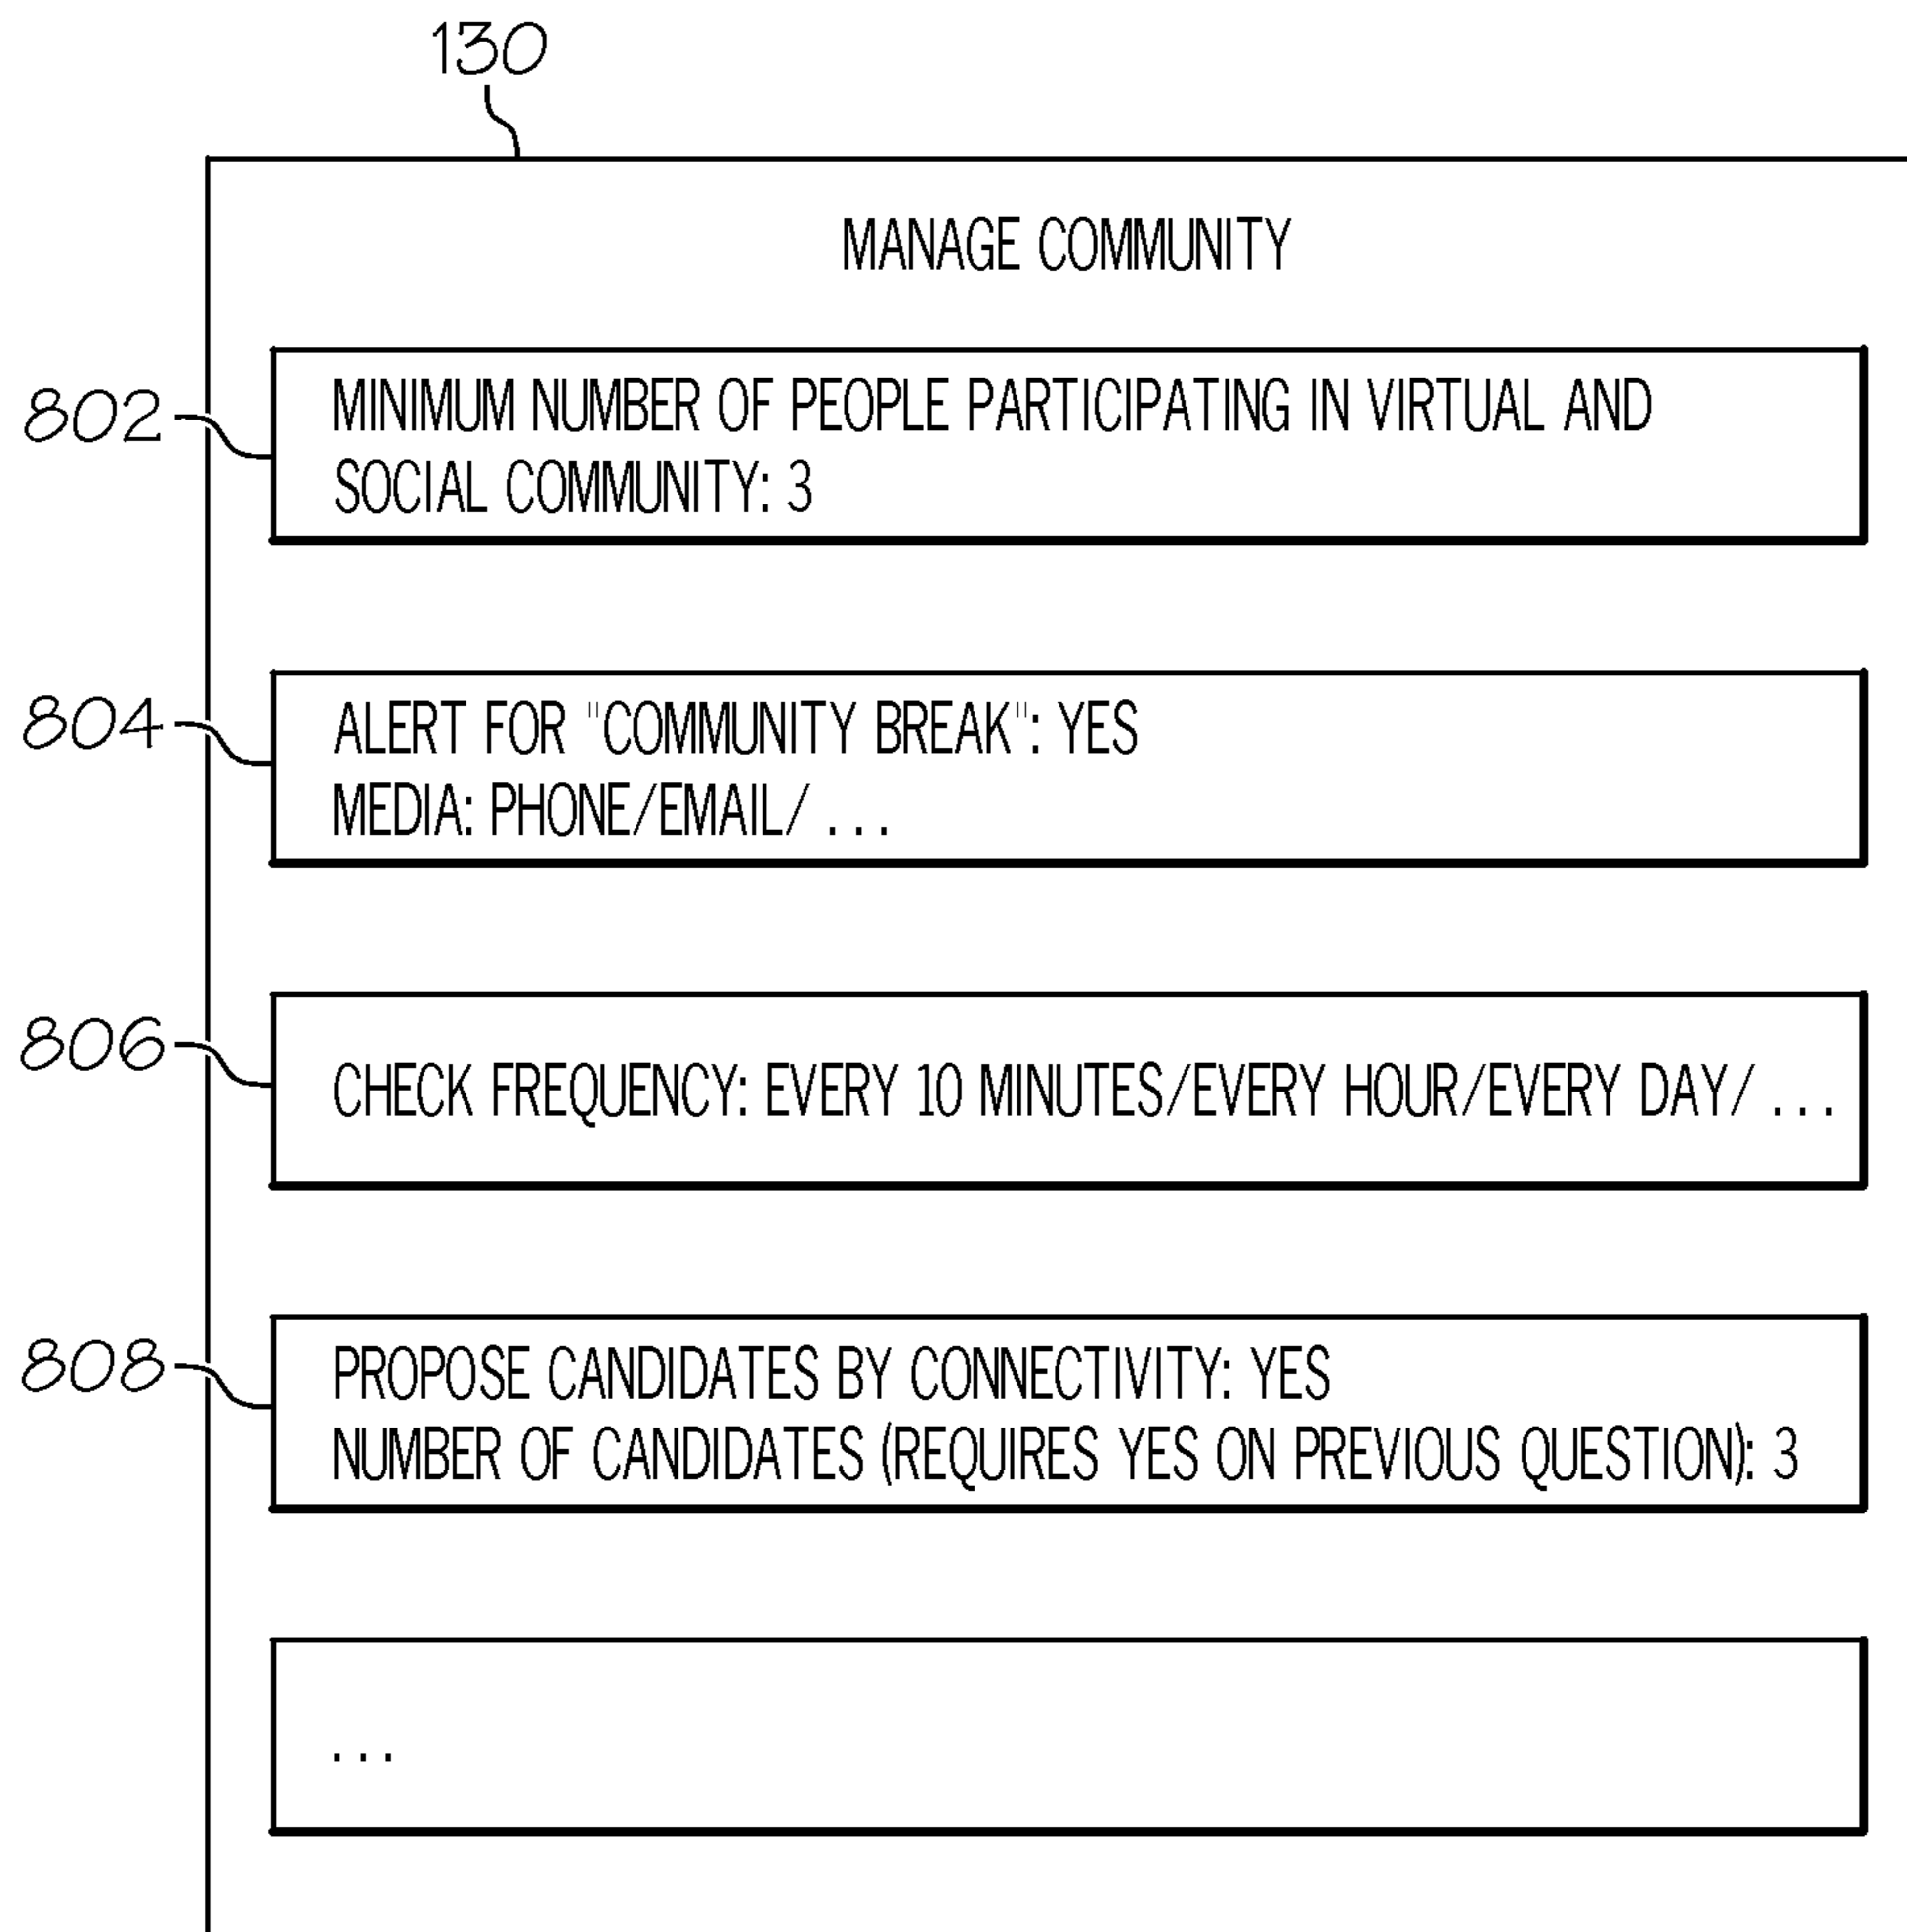 130
MANAGE COMMUNITY
802
MINIMUM NUMBER OF PEOPLE PARTICIPATING IN VIRTUAL AND
SOCIAL COMMUNITY: 3
804
ALERT FOR "COMMUNITY BREAK": YES
MEDIA: PHONE/EMAIL/ ...
806
CHECK FREQUENCY: EVERY 10 MINUTES/EVERY HOUR/EVERY DAY/ ...
808
PROPOSE CANDIDATES BY CONNECTIVITY: YES
NUMBER OF CANDIDATES (REQUIRES YES ON PREVIOUS QUESTION): 3
...